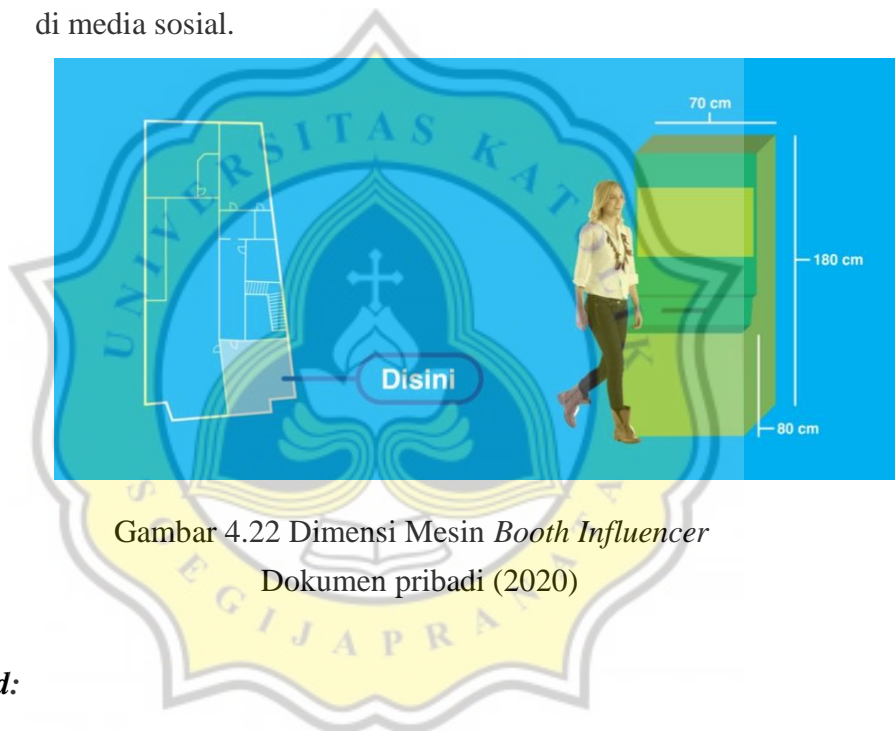 di media sosial.
UNIVERSITAS KATOLIK
70 cm
180 cm
Disini
80 cm
Gambar 4.22 Dimensi Mesin Booth Influencer
Dokumen pribadi (2020)
SOEGIJAPRANATA
d: